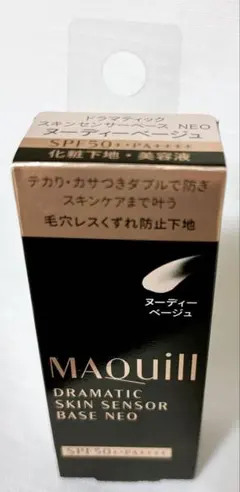 ドラマティック
スキンセンサーベース NEO
ヌーディーベージュ
SPF50+・PA++++
化粧下地・美容液
テカリ・カサつきダブルで防ぎ
スキンケアまで叶う
毛穴レスくずれ防止下地
ヌーディー
ベージュ
MAQuill
DRAMATIC
SKIN SENSOR
BASE NEO
SPF50+・PA++++